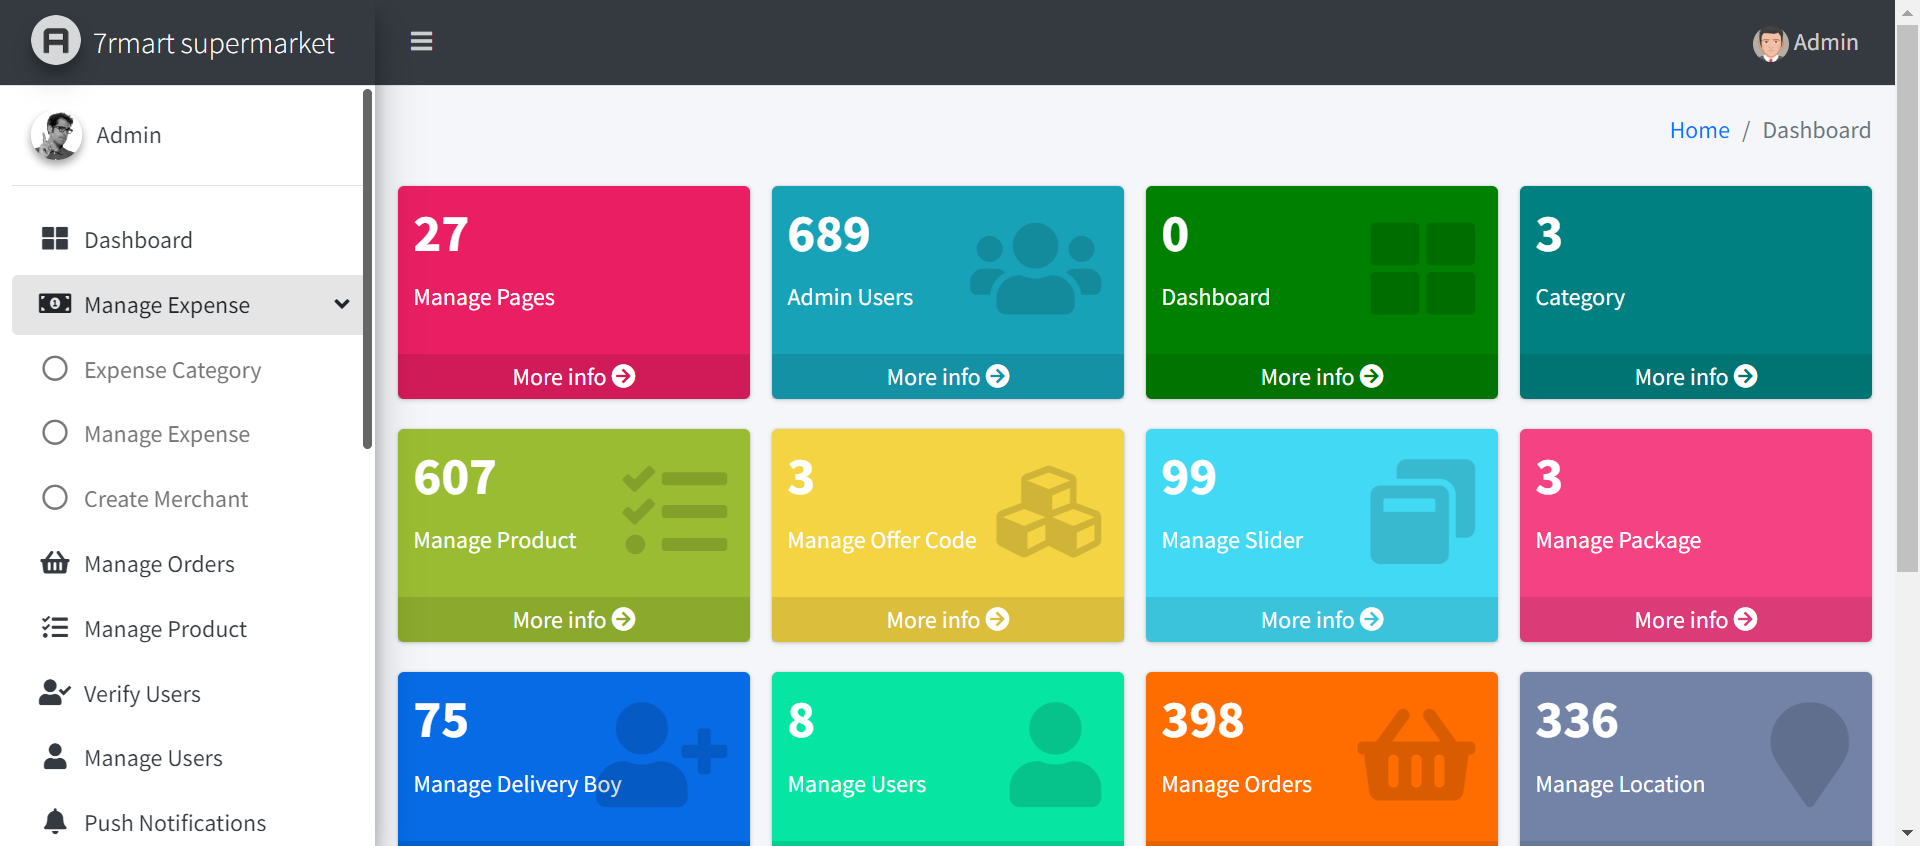 7rmart supermarket
Admin
Admin
Home / Dashboard
Dashboard
Manage Expense
Expense Category
Manage Expense
Create Merchant
Manage Orders
Manage Product
Verify Users
Manage Users
Push Notifications
27
Manage Pages
More info
689
Admin Users
More info
0
Dashboard
More info
3
Category
More info
607
Manage Product
More info
3
Manage Offer Code
More info
99
Manage Slider
More info
3
Manage Package
More info
75
Manage Delivery Boy
8
Manage Users
398
Manage Orders
336
Manage Location